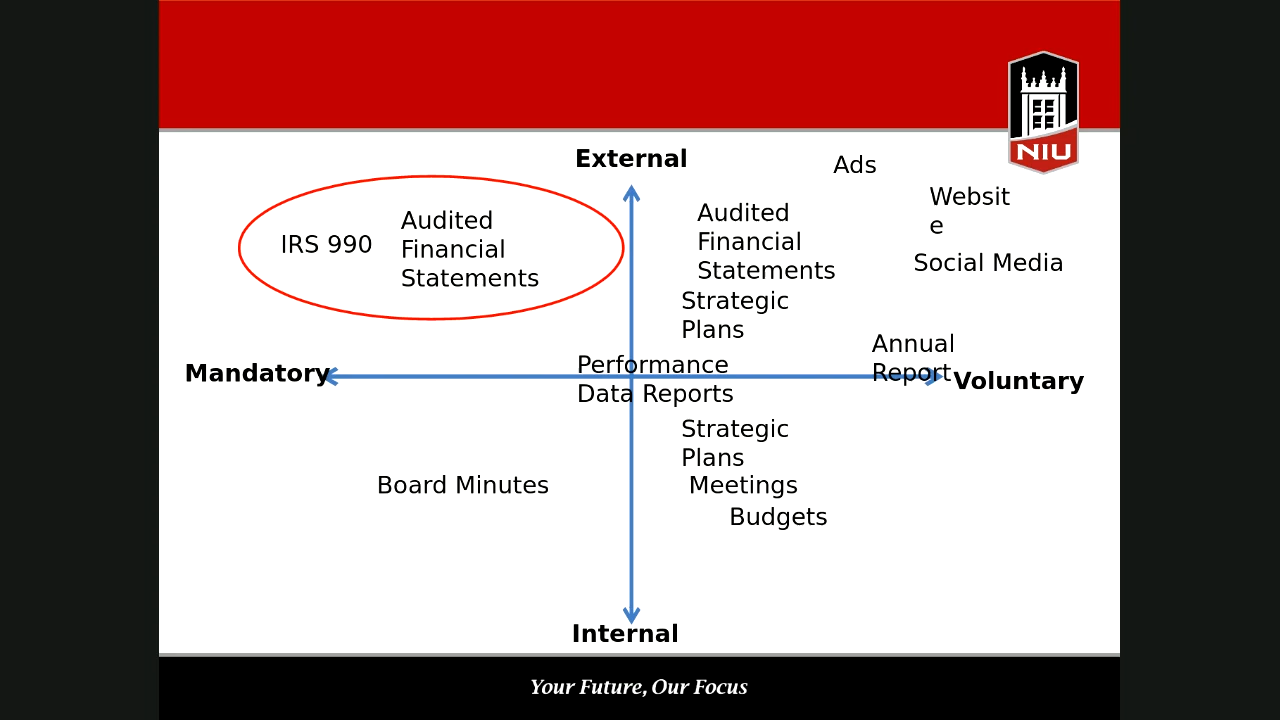 NIU
External
Ads
Websit
e
Social Media
IRS 990
Audited
Financial
Statements
Audited
Financial
Statements
Strategic
Plans
Annual
Report
Mandatory
Performance
Data Reports
Voluntary
Strategic
Plans
Board Minutes
Meetings
Budgets
Internal
Your Future, Our Focus